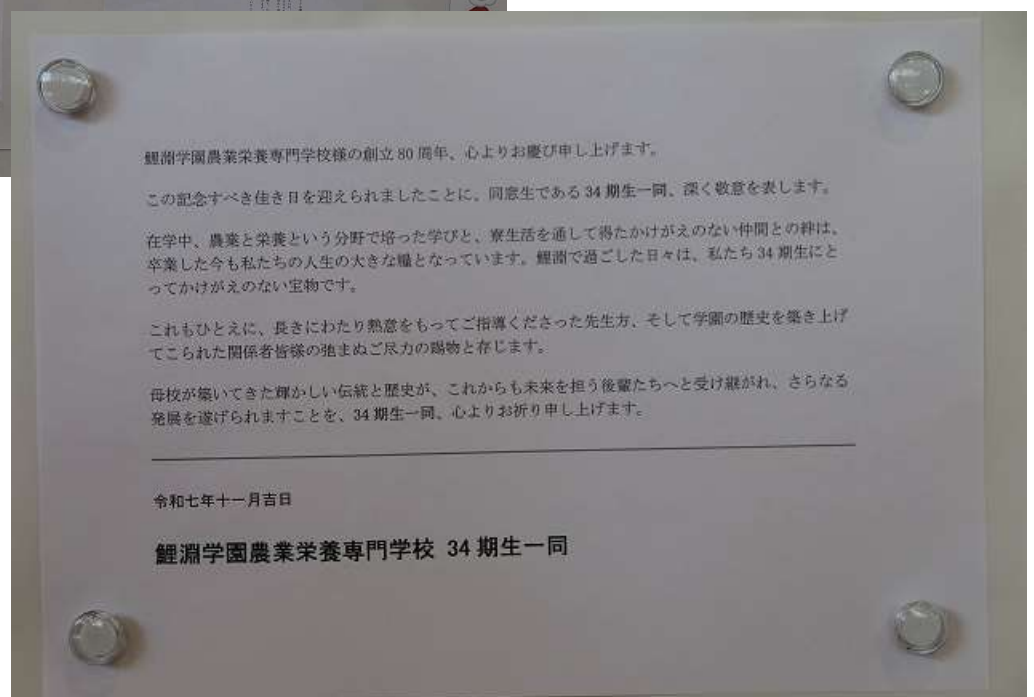 鯉淵学園農業栄養専門学校様の創立80周年、心よりお慶び申し上げます。
この記念すべき佳き日を迎えられましたことに、同窓生である34期生一同、深く敬意を表します。
在学中、農業と栄養という分野で培った学びと、寮生活を通して得たかけがえのない仲間との絆は、
卒業した今も私たちの人生の大きな糧となっています。鯉淵で過ごした日々は、私たち34期生にと
ってかけがえのない宝物です。
これもひとえに、長きにわたり熱意をもってご指導くださった先生方、そして学園の歴史を築き上げ
てこられた関係者皆様の弛まぬご尽力の賜物と存じます。
母校が築いてきた輝かしい伝統と歴史が、これからも未来を担う後輩たちへと受け継がれ、さらなる
発展を遂げられますことを、34期生一同、心よりお祈り申し上げます。
令和七年十一月吉日
鯉淵学園農業栄養専門学校 34期生一同